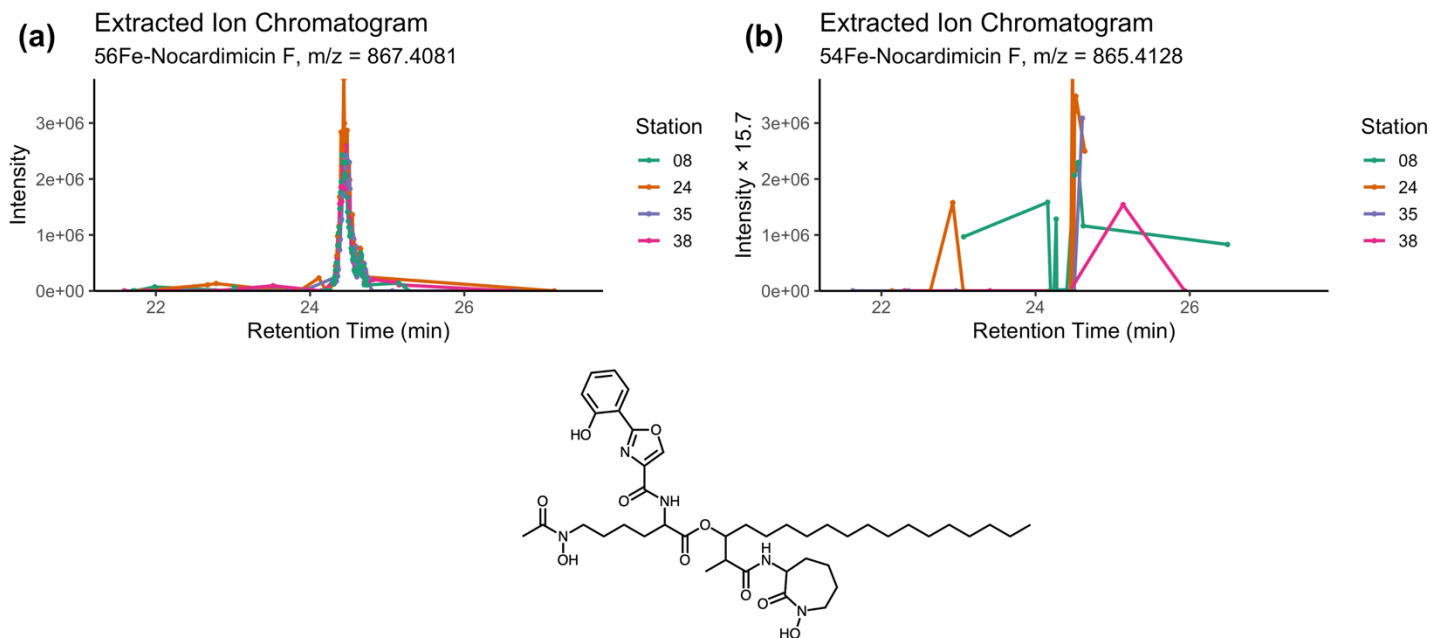 (a)
Extracted Ion Chromatogram
56Fe-Nocardimicin F, m/z = 867.4081
Intensity
3e+06
2e+06
1e+06
0e+00
22
24
26
Retention Time (min)
Station
08
24
35
38
(b)
Extracted Ion Chromatogram
54Fe-Nocardimicin F, m/z = 865.4128
Intensity × 15.7
3e+06
2e+06
1e+06
0e+00
22
24
26
Retention Time (min)
Station
08
24
35
38
HO
O
N
O
NH
O
N
OH
O
O
H
N
O
O
N
HO